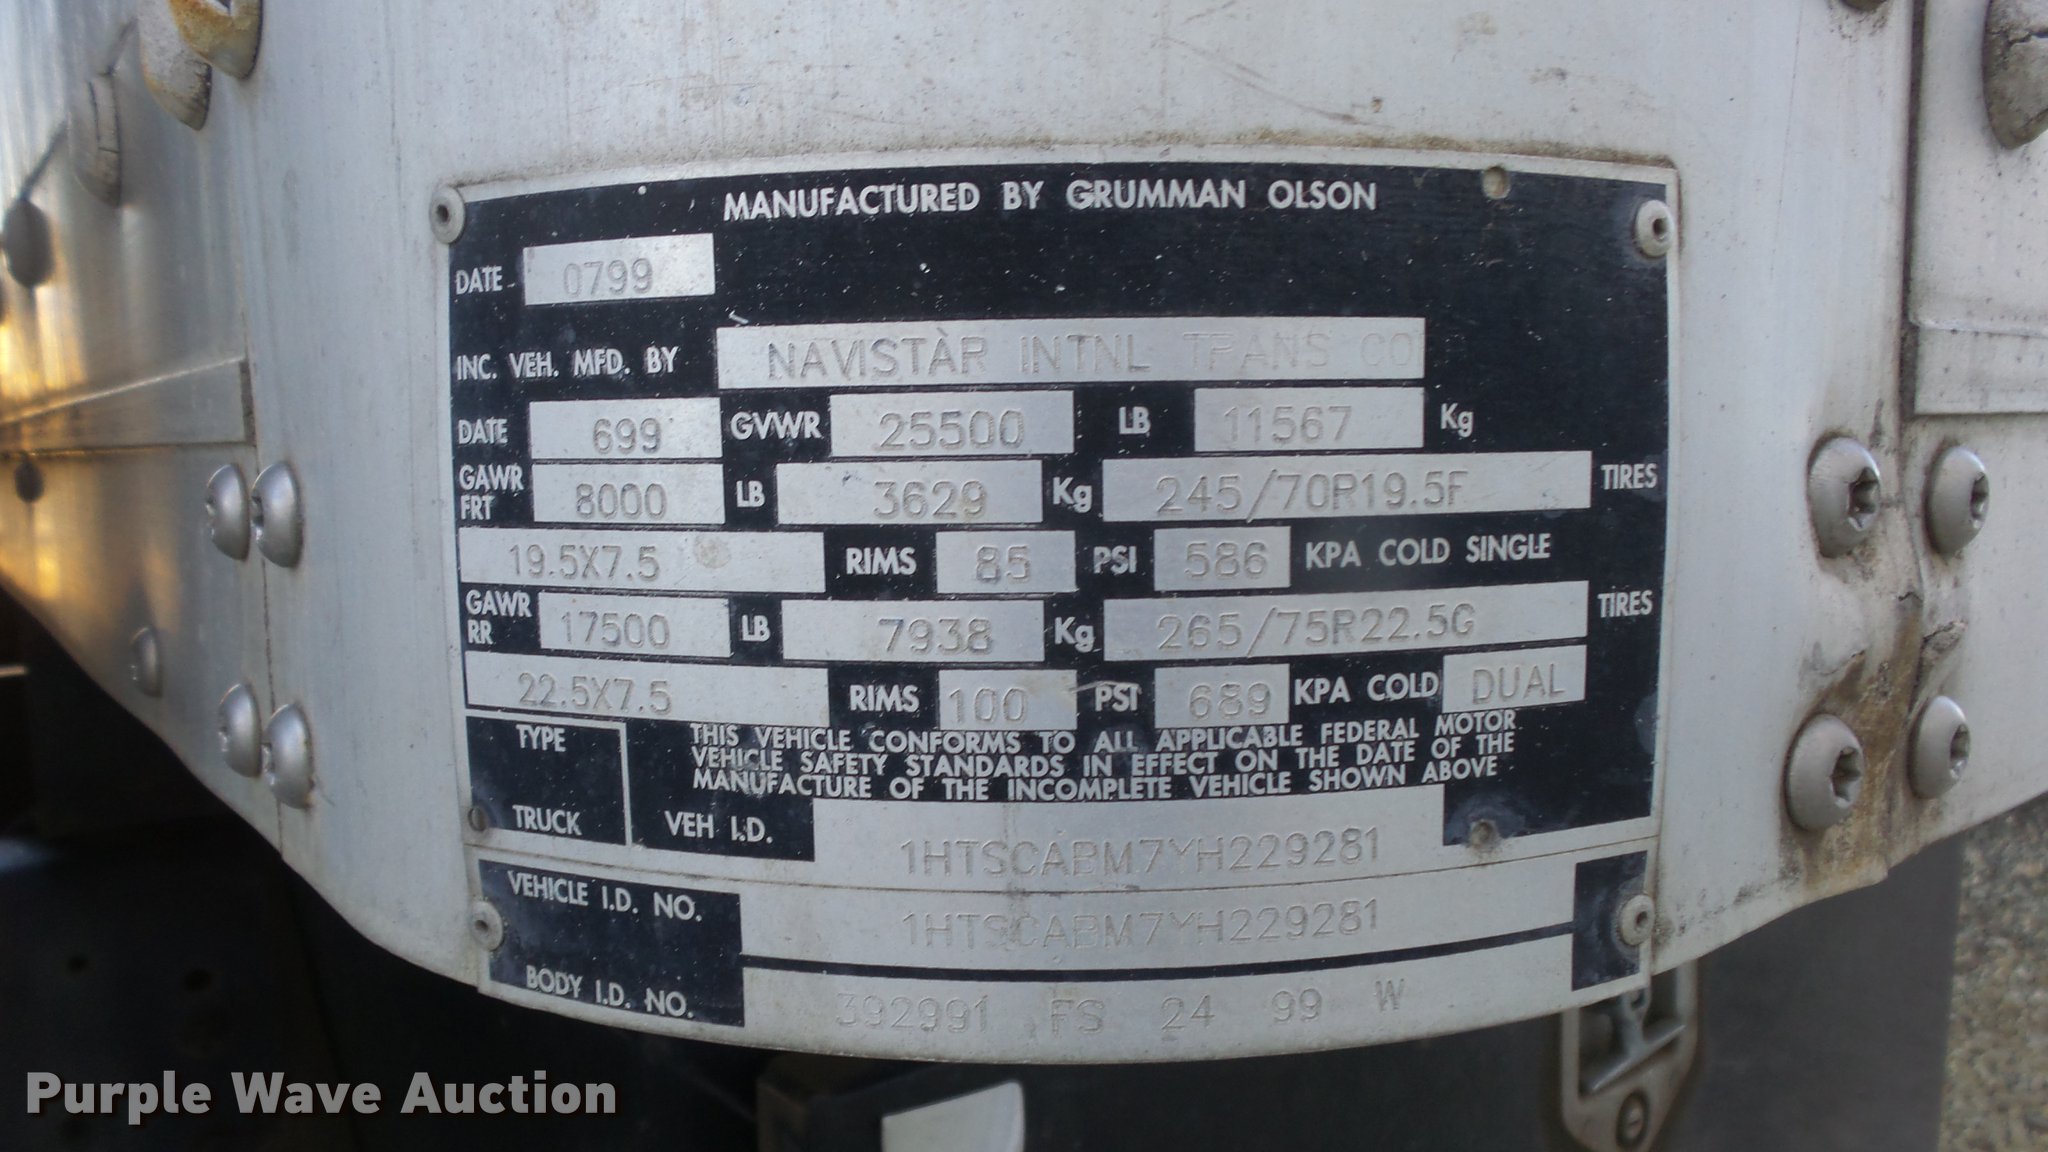 MANUFACTURED BY GRUMMAN OLSON
DATE 0799
INC. VEH. MFD. BY NAVISTAR INTNL TRANS CO
DATE 699 GVWR 25500 LB 11567 Kg
GAWR FRT 8000 LB 3629 Kg 245/70R19.5F TIRES
19.5X7.5 RIMS 85 PSI 586 KPA COLD SINGLE
GAWR RR 17500 LB 7938 Kg 265/75R22.5G TIRES
22.5X7.5 RIMS 100 PSI 689 KPA COLD DUAL
TYPE
TRUCK
THIS VEHICLE CONFORMS TO ALL APPLICABLE FEDERAL MOTOR
VEHICLE SAFETY STANDARDS IN EFFECT ON THE DATE OF THE
MANUFACTURE OF THE INCOMPLETE VEHICLE SHOWN ABOVE
VEH I.D. 1HTSCABM7YH229281
VEHICLE I.D. NO. 1HTSCABM7YH229281
BODY I.D. NO. 392991 FS 24 99 W
Purple Wave Auction